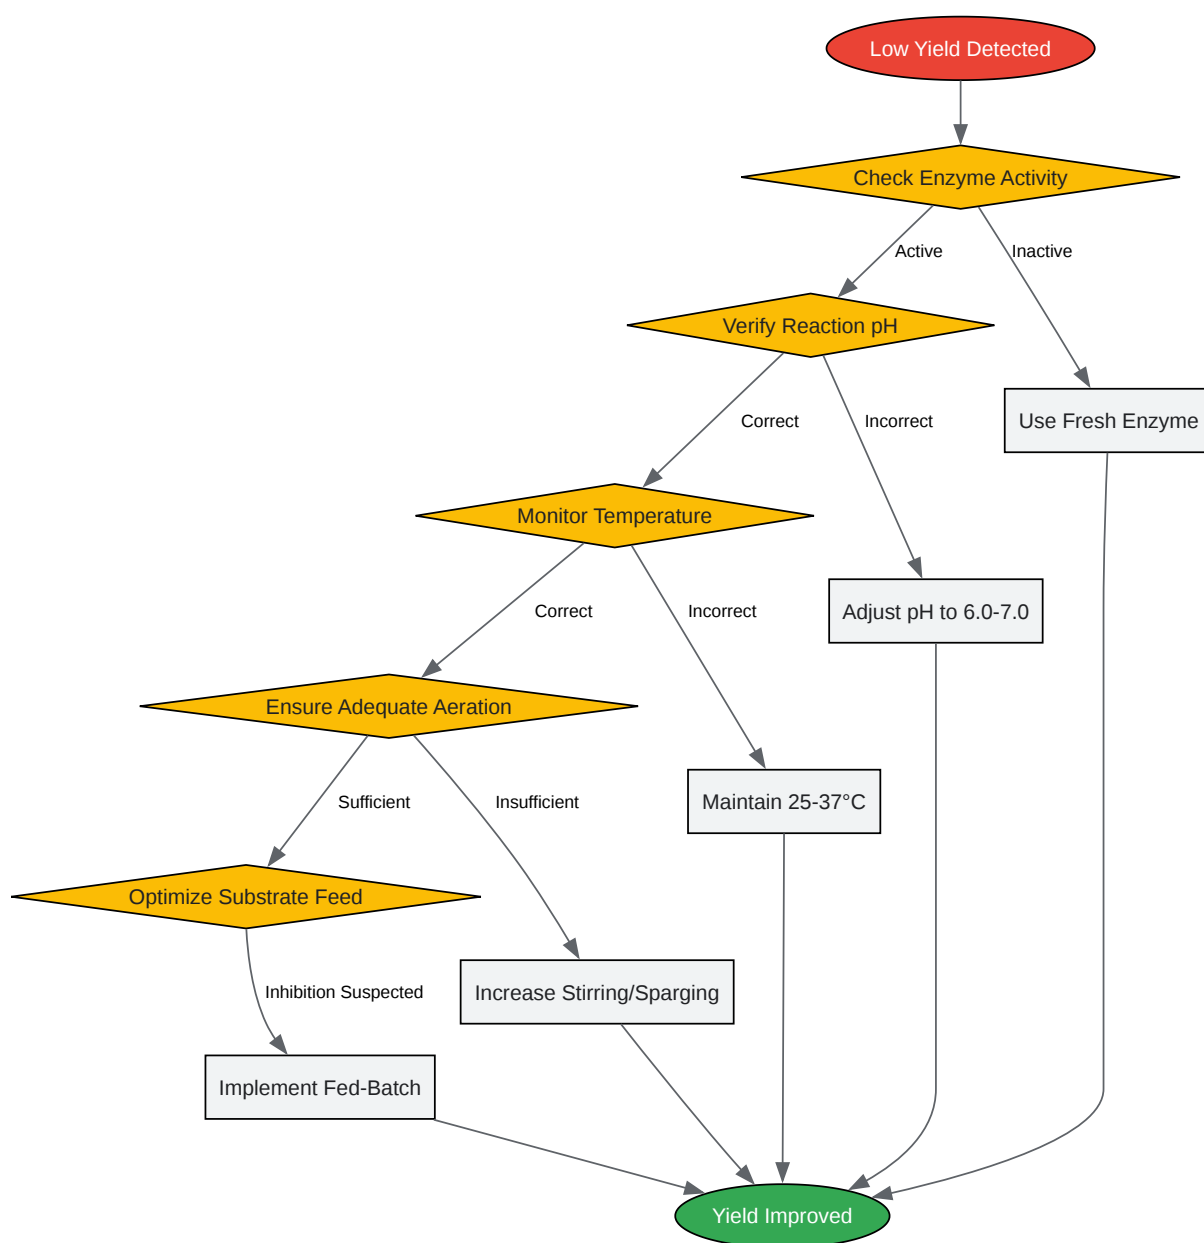 Low Yield Detected
Check Enzyme Activity
Active
Inactive
Verify Reaction pH
Use Fresh Enzyme
Correct
Incorrect
Monitor Temperature
Correct
Incorrect
Adjust pH to 6.0-7.0
Ensure Adequate Aeration
Sufficient
Insufficient
Maintain 25-37°C
Optimize Substrate Feed
Inhibition Suspected
Increase Stirring/Sparging
Implement Fed-Batch
Yield Improved